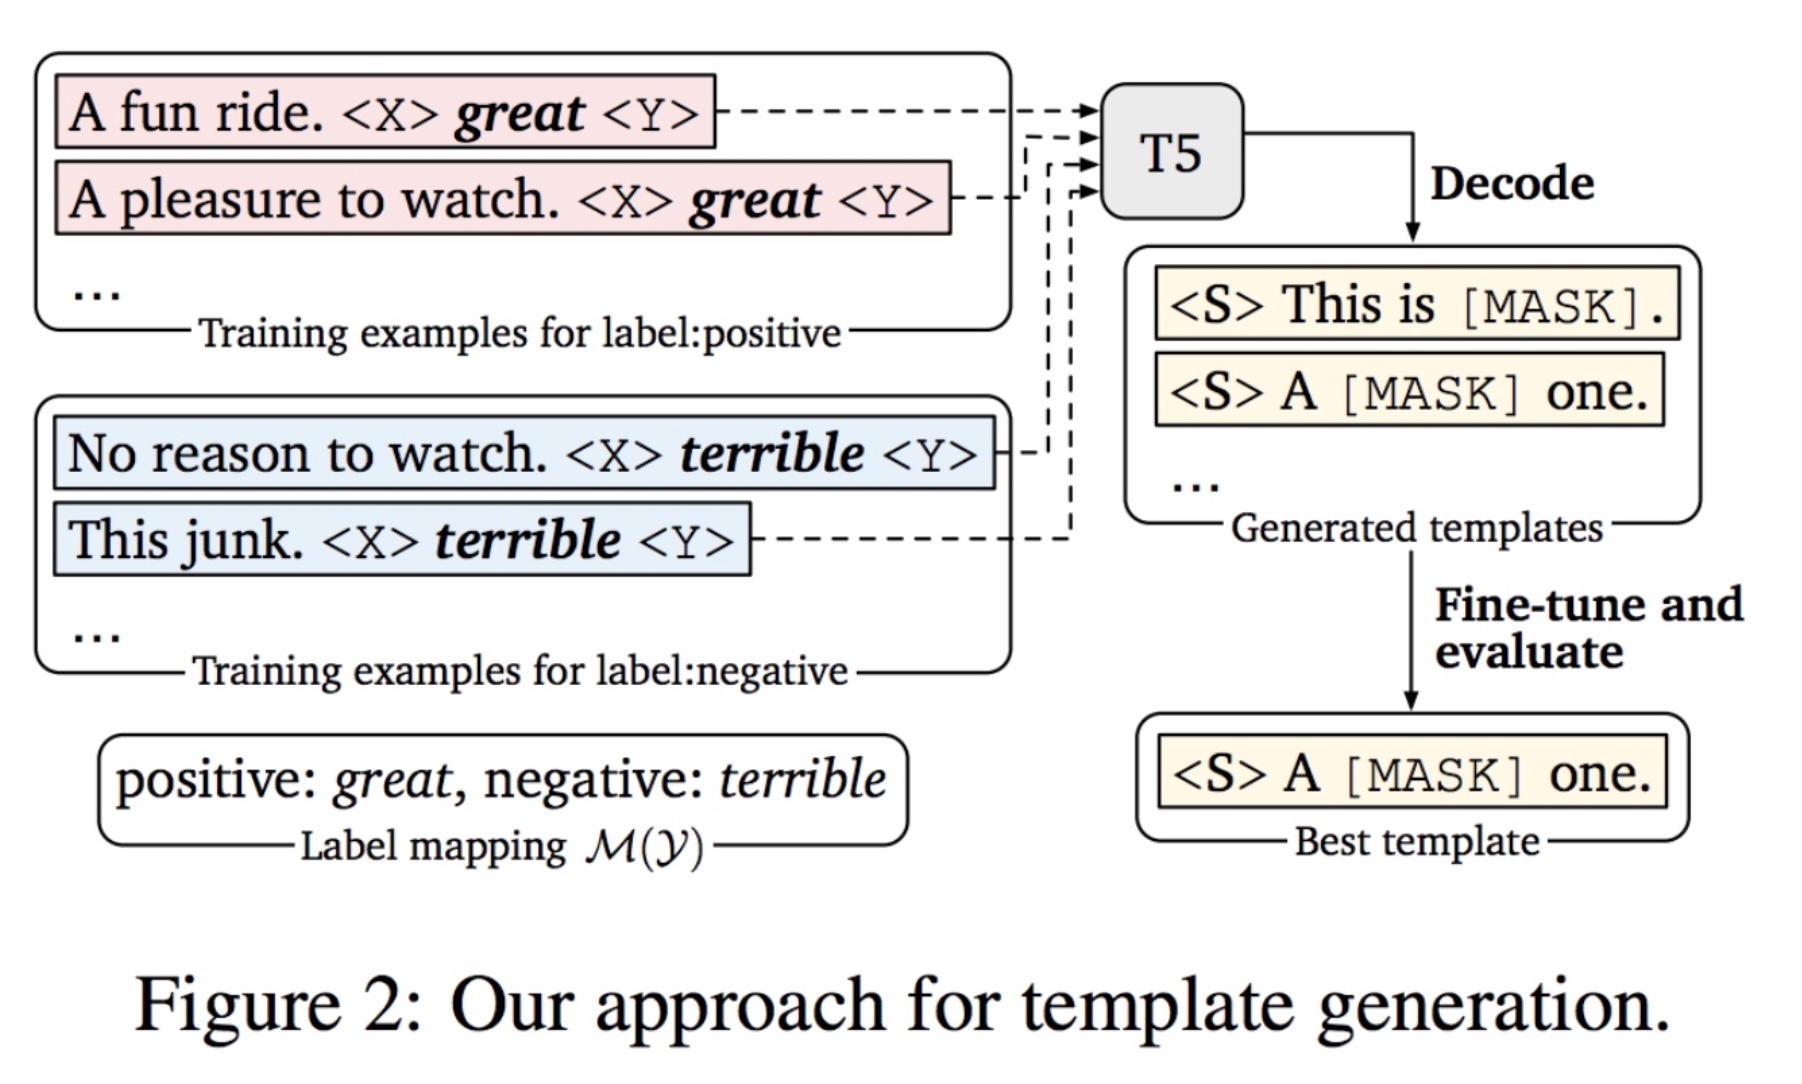 A fun ride. <X> great <Y>
A pleasure to watch. <X> great <Y>
...
Training examples for label:positive
No reason to watch. <X> terrible <Y>
This junk. <X> terrible <Y>
...
Training examples for label:negative
positive: great, negative: terrible
Label mapping ℳ(𝒴)
T5
Decode
<S> This is [MASK].
<S> A [MASK] one.
...
Generated templates
Fine-tune and
evaluate
<S> A [MASK] one.
Best template
Figure 2: Our approach for template generation.